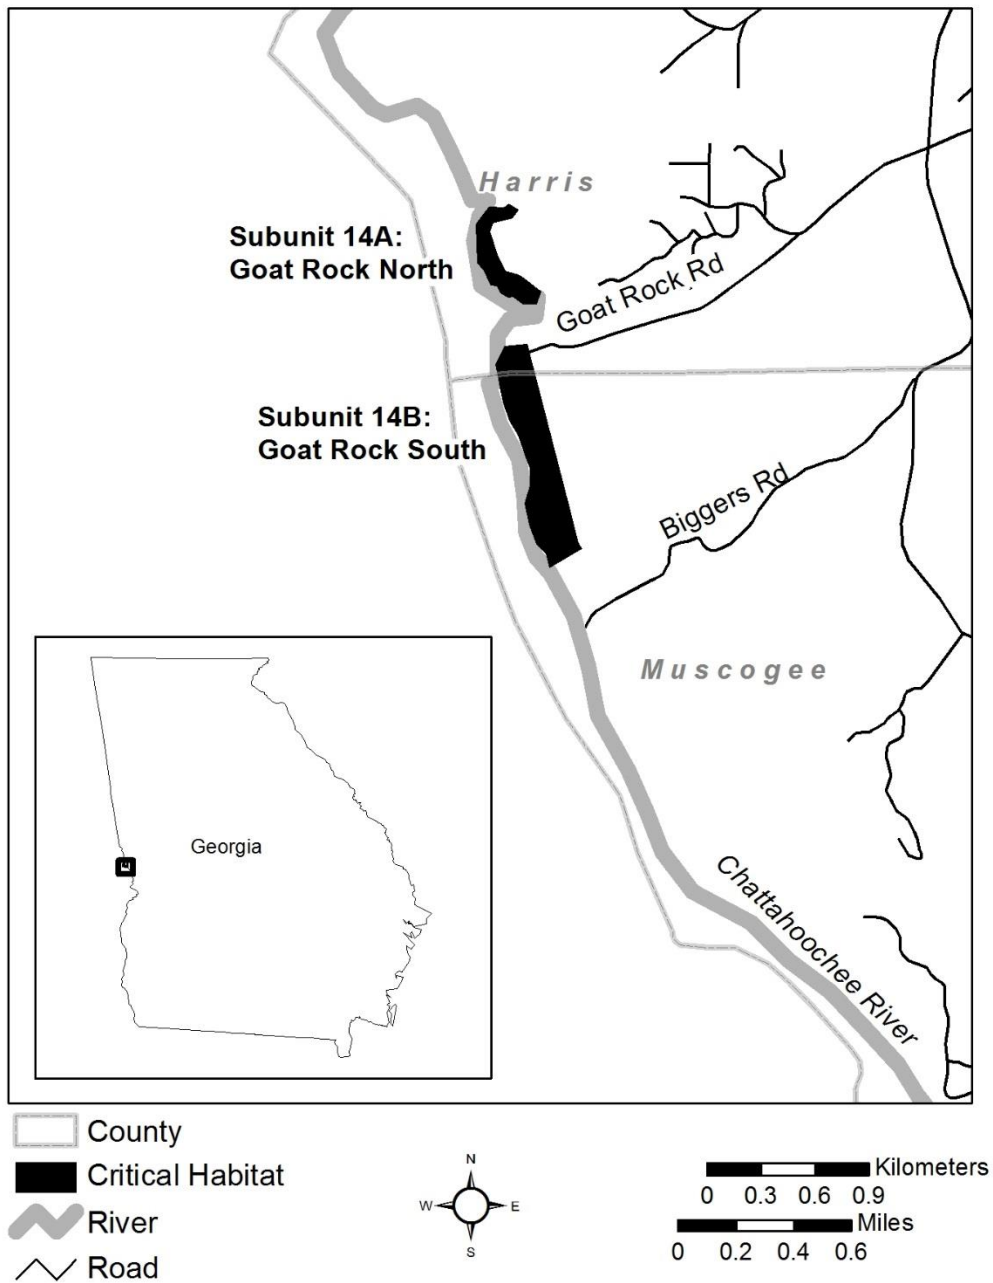 Harris
Subunit 14A:
Goat Rock North
Goat Rock Rd
Subunit 14B:
Goat Rock South
Biggers Rd
Muscogee
Georgia
Chattahoochee River
County
Critical Habitat
River
Road
N
W E
S
Kilometers
0 0.3 0.6 0.9
Miles
0 0.2 0.4 0.6